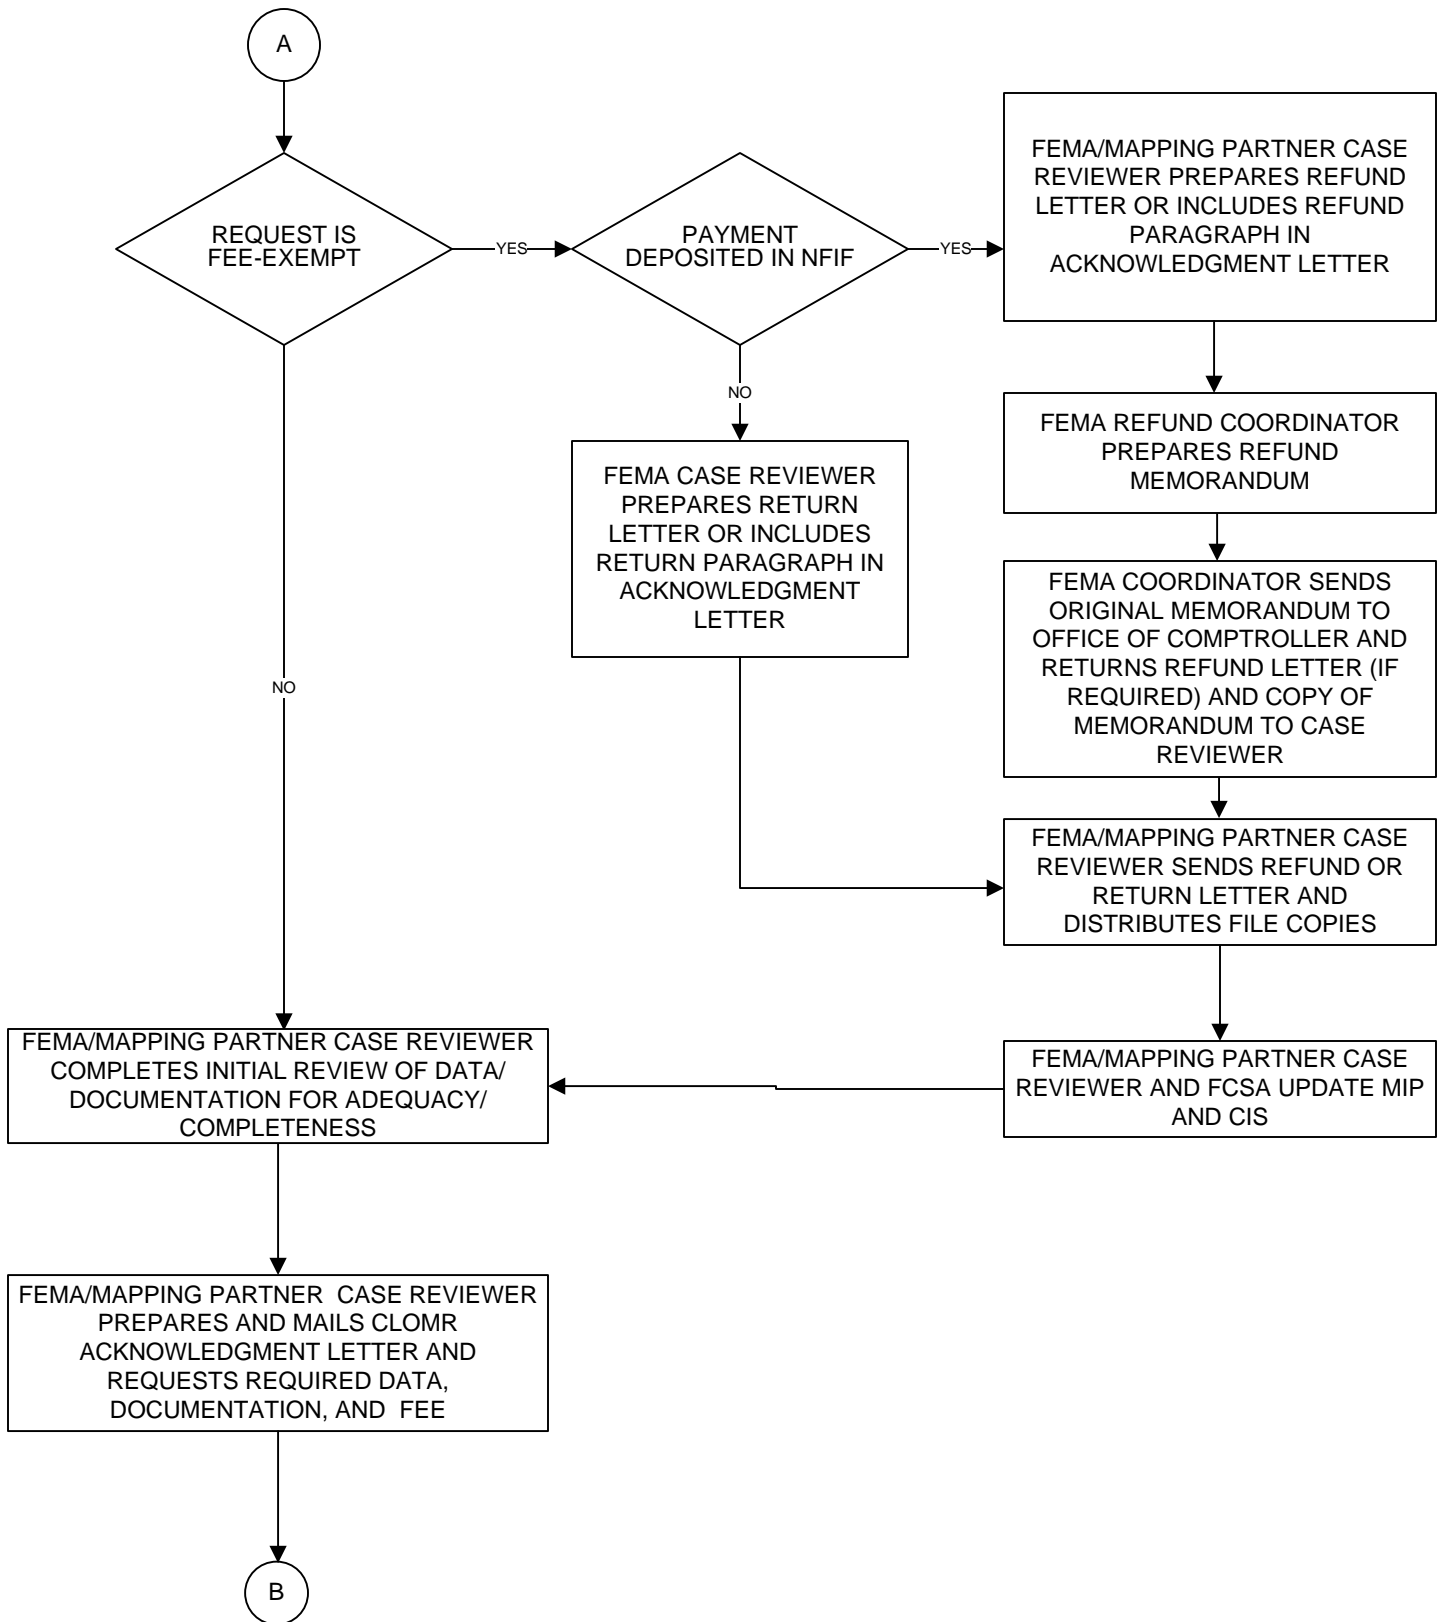 A
REQUEST IS
FEE-EXEMPT
YES
PAYMENT
DEPOSITED IN NFIF
YES
FEMA/MAPPING PARTNER CASE
REVIEWER PREPARES REFUND
LETTER OR INCLUDES REFUND
PARAGRAPH IN
ACKNOWLEDGMENT LETTER
NO
FEMA CASE REVIEWER
PREPARES RETURN
LETTER OR INCLUDES
RETURN PARAGRAPH IN
ACKNOWLEDGMENT
LETTER
FEMA REFUND COORDINATOR
PREPARES REFUND
MEMORANDUM
FEMA COORDINATOR SENDS
ORIGINAL MEMORANDUM TO
OFFICE OF COMPTROLLER AND
RETURNS REFUND LETTER (IF
REQUIRED) AND COPY OF
MEMORANDUM TO CASE
REVIEWER
NO
FEMA/MAPPING PARTNER CASE
REVIEWER SENDS REFUND OR
RETURN LETTER AND
DISTRIBUTES FILE COPIES
FEMA/MAPPING PARTNER CASE
REVIEWER AND FCSA UPDATE MIP
AND CIS
FEMA/MAPPING PARTNER CASE REVIEWER
COMPLETES INITIAL REVIEW OF DATA/
DOCUMENTATION FOR ADEQUACY/
COMPLETENESS
FEMA/MAPPING PARTNER  CASE REVIEWER
PREPARES AND MAILS CLOMR
ACKNOWLEDGMENT LETTER AND
REQUESTS REQUIRED DATA,
DOCUMENTATION, AND  FEE
B